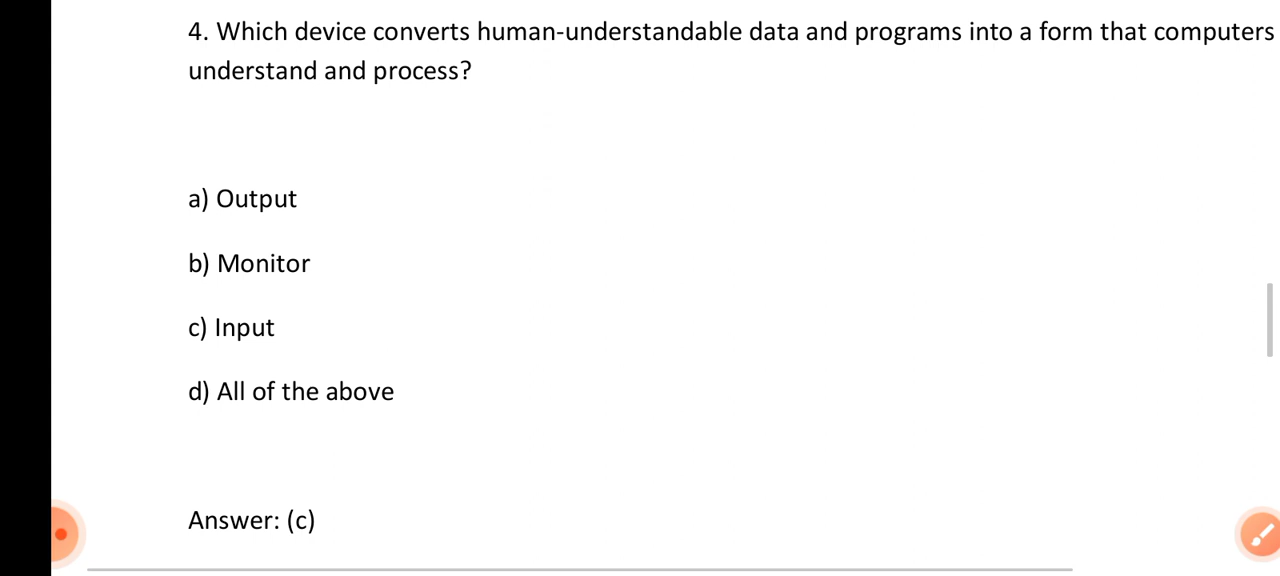 4. Which device converts human-understandable data and programs into a form that computers
understand and process?
a) Output
b) Monitor
c) Input
d) All of the above
Answer: (c)